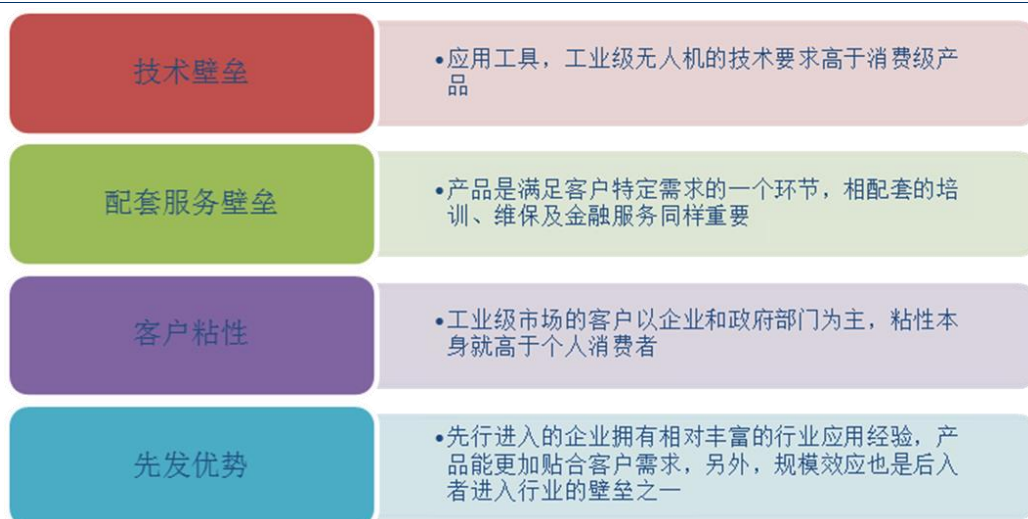 技术壁垒
•应用工具，工业级无人机的技术要求高于消费级产
品
配套服务壁垒
•产品是满足客户特定需求的一个环节，相配套的培
训、维保及金融服务同样重要
客户粘性
•工业级市场的客户以企业和政府部门为主，粘性本
身就高于个人消费者
先发优势
•先行进入的企业拥有相对丰富的行业应用经验，产
品能更加贴合客户需求，另外，规模效应也是后入
者进入行业的壁垒之一